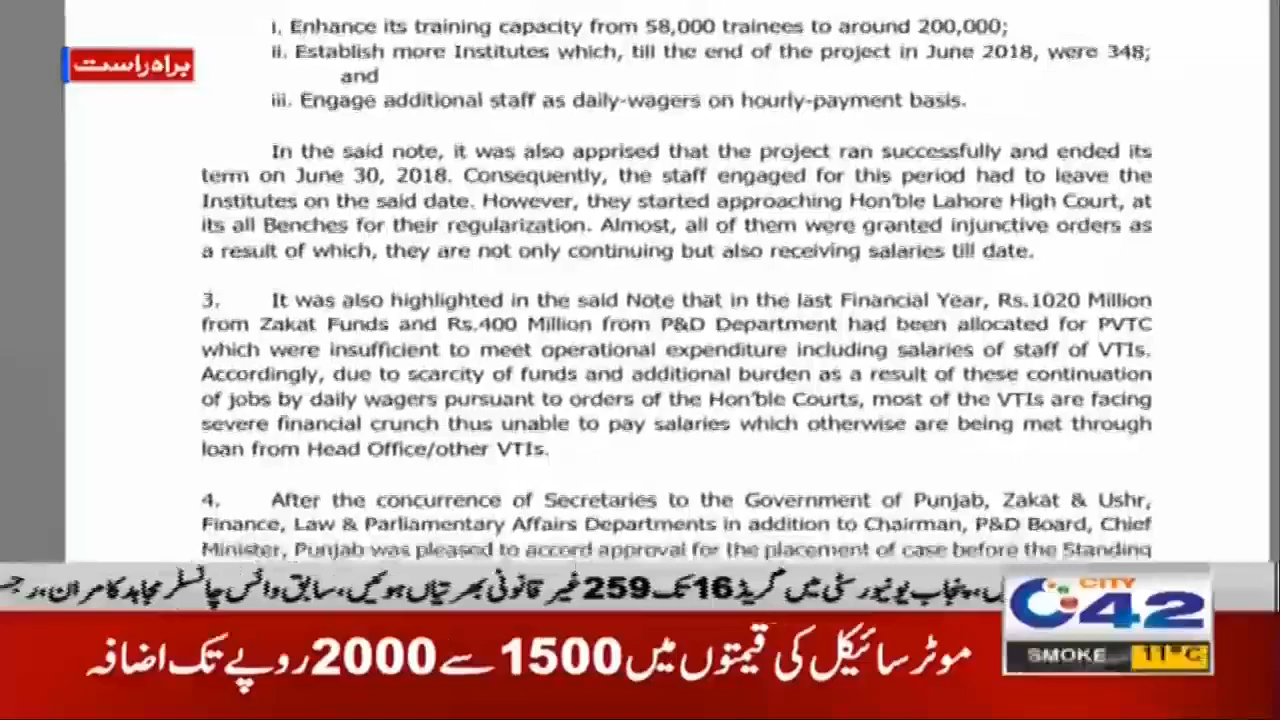 i. Enhance its training capacity from 58,000 trainees to around 200,000;
براہ راست
ii. Establish more Institutes which, till the end of the project in June 2018, were 348;
and
iii. Engage additional staff as daily-wagers on hourly-payment basis.
In the said note, it was also apprised that the project ran successfully and ended its
term on June 30, 2018. Consequently, the staff engaged for this period had to leave the
Institutes on the said date. However, they started approaching Hon'ble Lahore High Court, at
its all Benches for their regularization. Almost, all of them were granted injunctive orders as
a result of which, they are not only continuing but also receiving salaries till date.
3. It was also highlighted in the said Note that in the last Financial Year, Rs.1020 Million
from Zakat Funds and Rs.400 Million from P&D Department had been allocated for PVTC
which were insufficient to meet operational expenditure including salaries of staff of VTIs.
Accordingly, due to scarcity of funds and additional burden as a result of these continuation
of jobs by daily wagers pursuant to orders of the Hon'ble Courts, most of the VTIs are facing
severe financial crunch thus unable to pay salaries which otherwise are being met through
loan from Head Office/other VTIs.
4. After the concurrence of Secretaries to the Government of Punjab, Zakat & Ushr,
Finance, Law & Parliamentary Affairs Departments in addition to Chairman, P&D Board, Chief
Minister, Punjab was pleased to accord approval for the placement of case before the Standing
پنجاب یونیورسٹی میں گریڈ 16 تک 259 غیر قانونی بھرتیاں ہوئیں، سابق وائس چانسلر مجاہد کامران،
CITY
C42
موٹر سائیکل کی قیمتوں میں 1500 سے 2000 روپے تک اضافہ
SMOKE 11°C